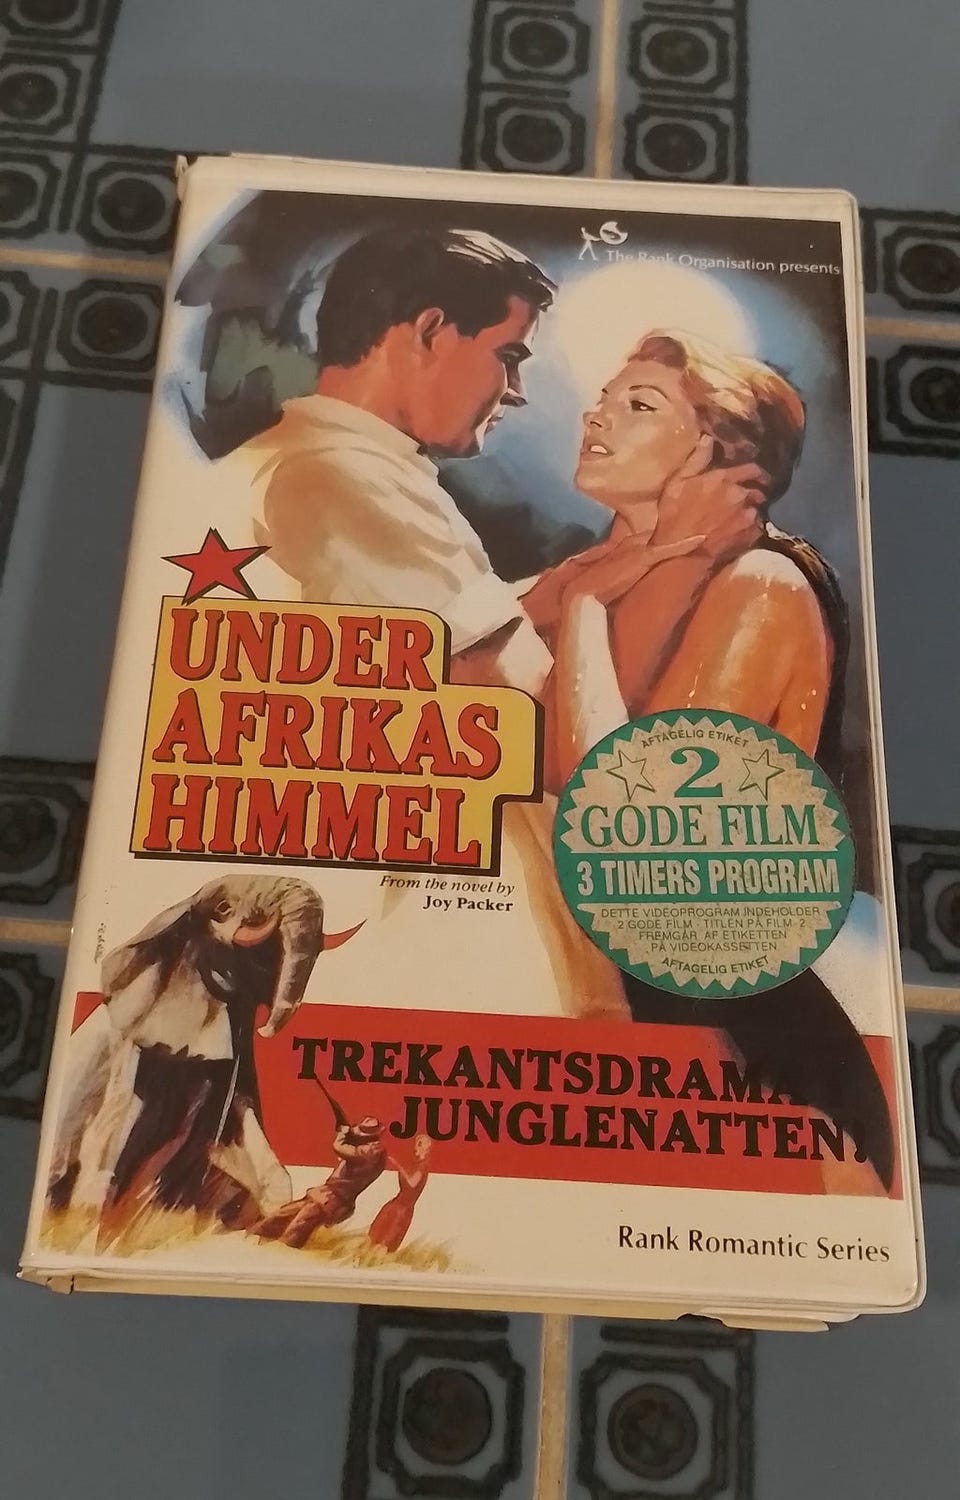 The Rank Organisation presents
UNDER
AFRIKAS
HIMMEL
From the novel by
Joy Packer
AFTAGELIG ETIKET
2
GODE FILM
3 TIMERS PROGRAM
DETTE VIDEOPROGRAM INDEHOLDER
2 GODE FILM - TITLEN PÅ FILM 2
FREMGÅR AF ETIKETTEN
PÅ VIDEOKASSETTEN
AFTAGELIG ETIKET
TREKANTSDRAMA
JUNGLENATTEN!
Rank Romantic Series